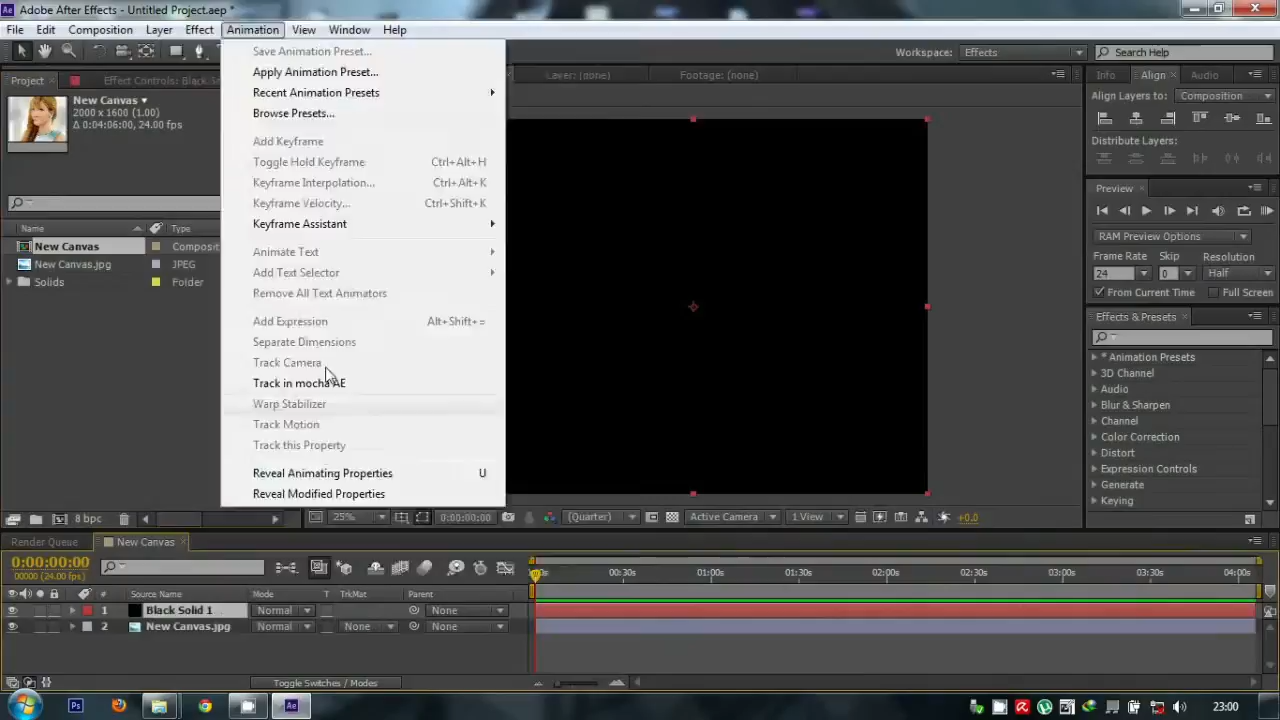 Adobe After Effects - Untitled Project.aep *
File Edit Composition Layer Effect Animation View Window Help
Workspace: Effects Search Help
Project Effect Controls: Black So
Layer: (none) Footage: (none)
Info Align Audio
New Canvas
2000 x 1600 (1.00)
Δ 0:04:06:00, 24.00 fps
Name Type
New Canvas Composit
New Canvas.jpg JPEG
Solids Folder
8 bpc
Save Animation Preset...
Apply Animation Preset...
Recent Animation Presets
Browse Presets...
Add Keyframe
Toggle Hold Keyframe Ctrl+Alt+H
Keyframe Interpolation... Ctrl+Alt+K
Keyframe Velocity... Ctrl+Shift+K
Keyframe Assistant
Animate Text
Add Text Selector
Remove All Text Animators
Add Expression Alt+Shift+=
Separate Dimensions
Track Camera
Track in mocha AE
Warp Stabilizer
Track Motion
Track this Property
Reveal Animating Properties U
Reveal Modified Properties
Align Layers to: Composition
Distribute Layers:
Preview
RAM Preview Options
Frame Rate Skip Resolution
24 0 Half
From Current Time Full Screen
Effects & Presets
* Animation Presets
3D Channel
Audio
Blur & Sharpen
Channel
Color Correction
Distort
Expression Controls
Generate
Keying
25% 0:00:00:00 (Quarter) Active Camera 1 View +0.0
Render Queue New Canvas
0:00:00:00
00000 (24.00 fps)
00:30s 01:00s 01:30s 02:00s 02:30s 03:00s 03:30s 04:00s
# Source Name Mode T TrkMat Parent
1 Black Solid 1 Normal None
2 New Canvas.jpg Normal None None
Toggle Switches / Modes
23:00